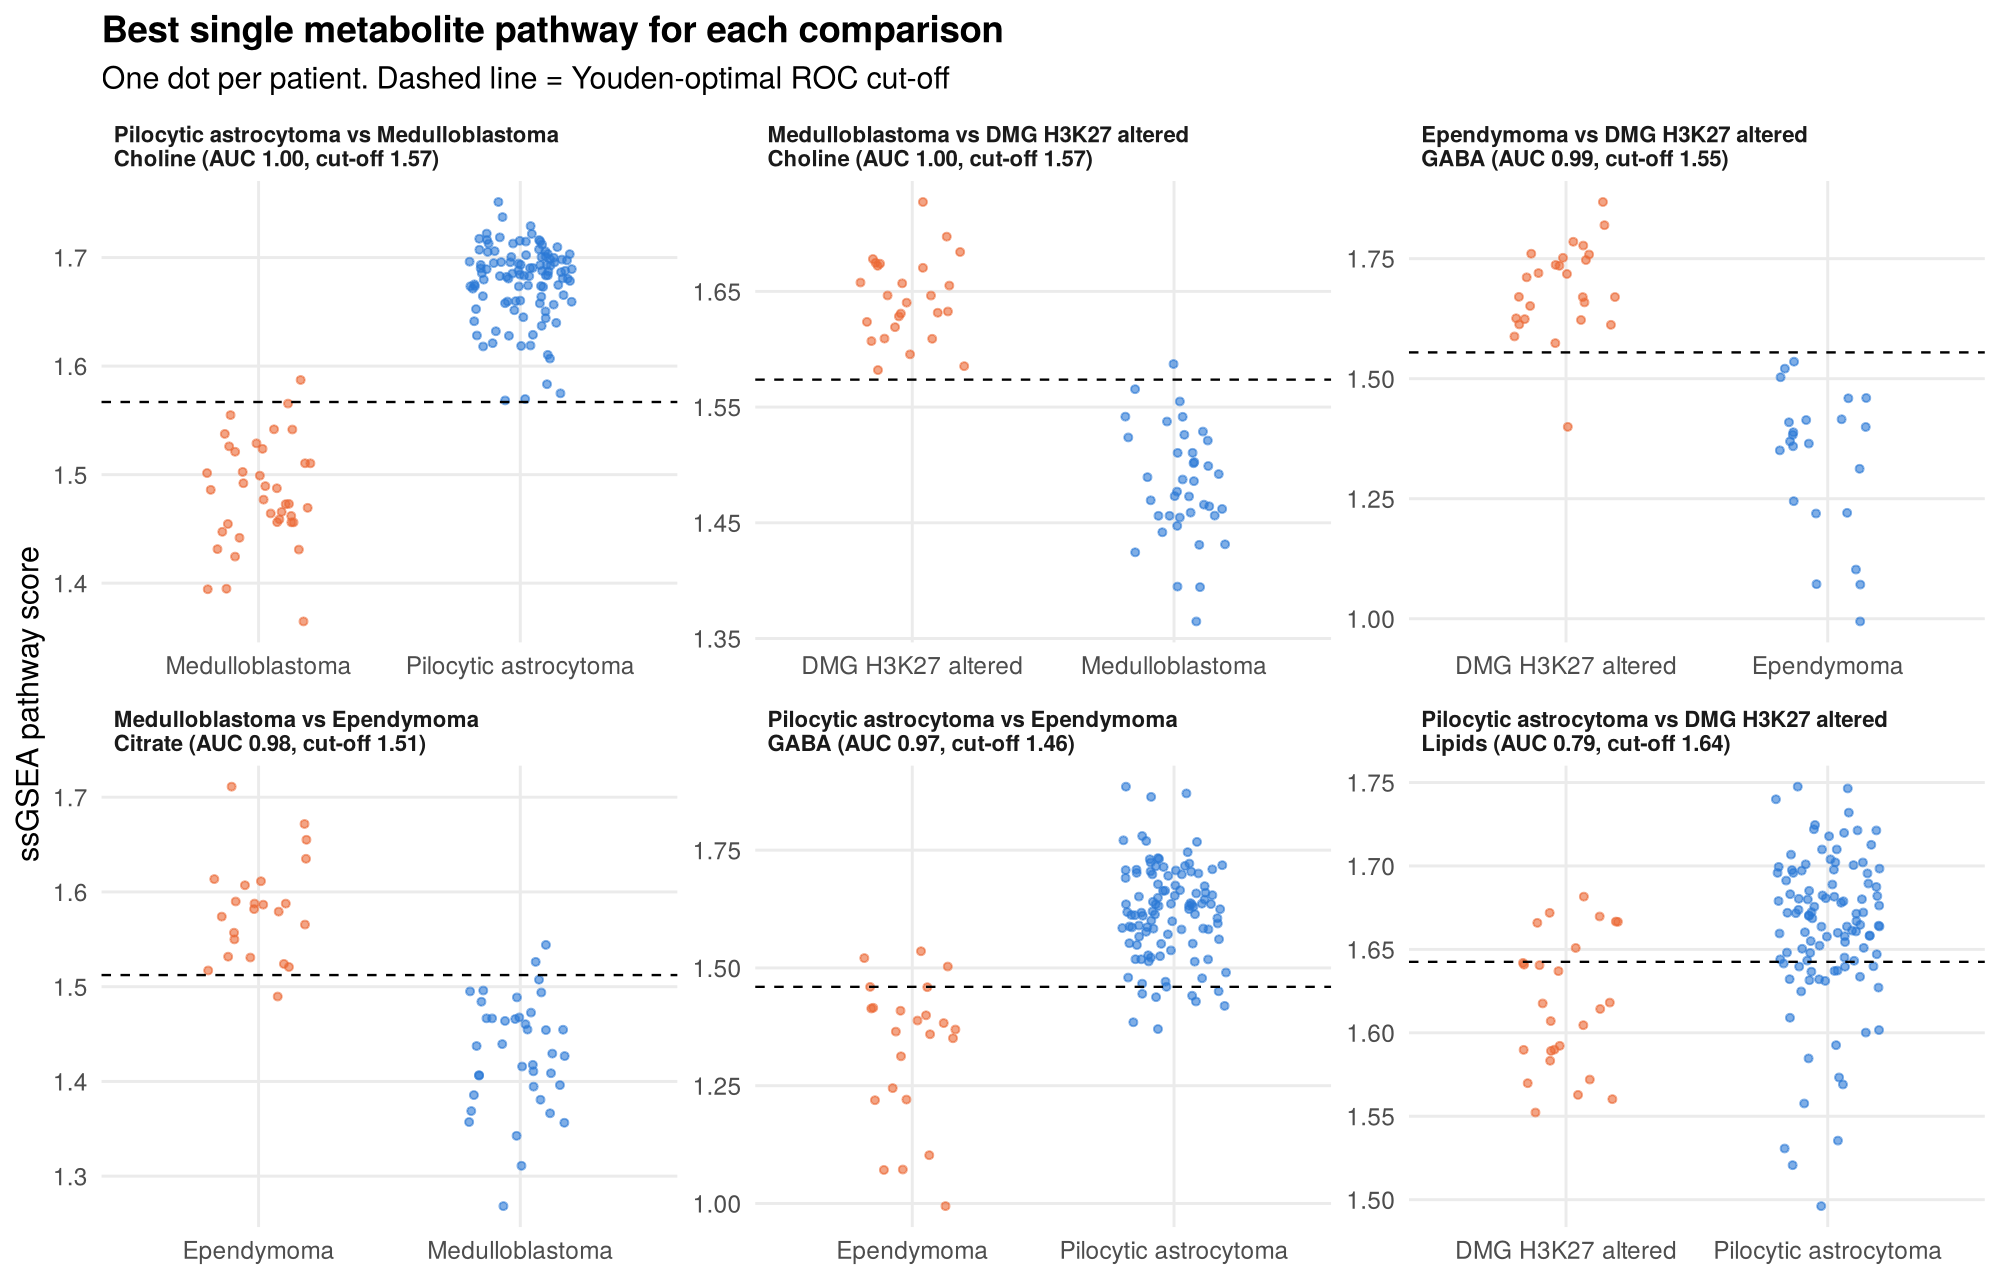 Best single metabolite pathway for each comparison
One dot per patient. Dashed line = Youden-optimal ROC cut-off
ssGSEA pathway score
Pilocytic astrocytoma vs Medulloblastoma
Choline (AUC 1.00, cut-off 1.57)
1.7
1.6
1.5
1.4
Medulloblastoma
Pilocytic astrocytoma
Medulloblastoma vs DMG H3K27 altered
Choline (AUC 1.00, cut-off 1.57)
1.65
1.55
1.45
1.35
DMG H3K27 altered
Medulloblastoma
Ependymoma vs DMG H3K27 altered
GABA (AUC 0.99, cut-off 1.55)
1.75
1.50
1.25
1.00
DMG H3K27 altered
Ependymoma
Medulloblastoma vs Ependymoma
Citrate (AUC 0.98, cut-off 1.51)
1.7
1.6
1.5
1.4
1.3
Ependymoma
Medulloblastoma
Pilocytic astrocytoma vs Ependymoma
GABA (AUC 0.97, cut-off 1.46)
1.75
1.50
1.25
1.00
Ependymoma
Pilocytic astrocytoma
Pilocytic astrocytoma vs DMG H3K27 altered
Lipids (AUC 0.79, cut-off 1.64)
1.75
1.70
1.65
1.60
1.55
1.50
DMG H3K27 altered
Pilocytic astrocytoma